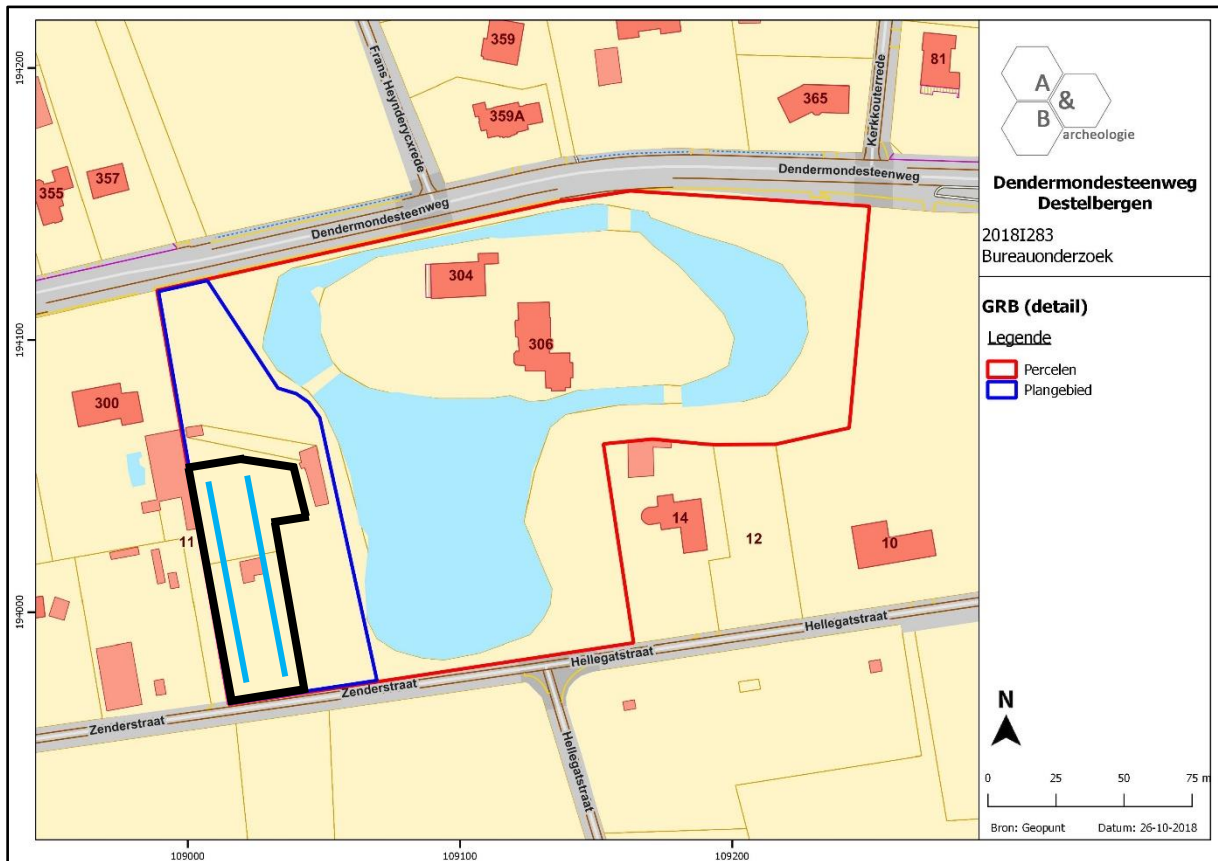 359
81
194200
Frans Heynderycxrede
Kerkkouterrede
365
359A
355
357
Dendermondesteenweg
Dendermondesteenweg
304
194100
306
300
14
11
12
10
194000
Hellegatstraat
Hellegatstraat
Zenderstraat
Zenderstraat
Hellegatstraat
109000
109100
109200
A
&
B
archeologie
Dendermondesteenweg
Destelbergen
2018I283
Bureauonderzoek
GRB (detail)
Legende
Percelen
Plangebied
N
0 25 50 75 m
Bron: Geopunt Datum: 26-10-2018